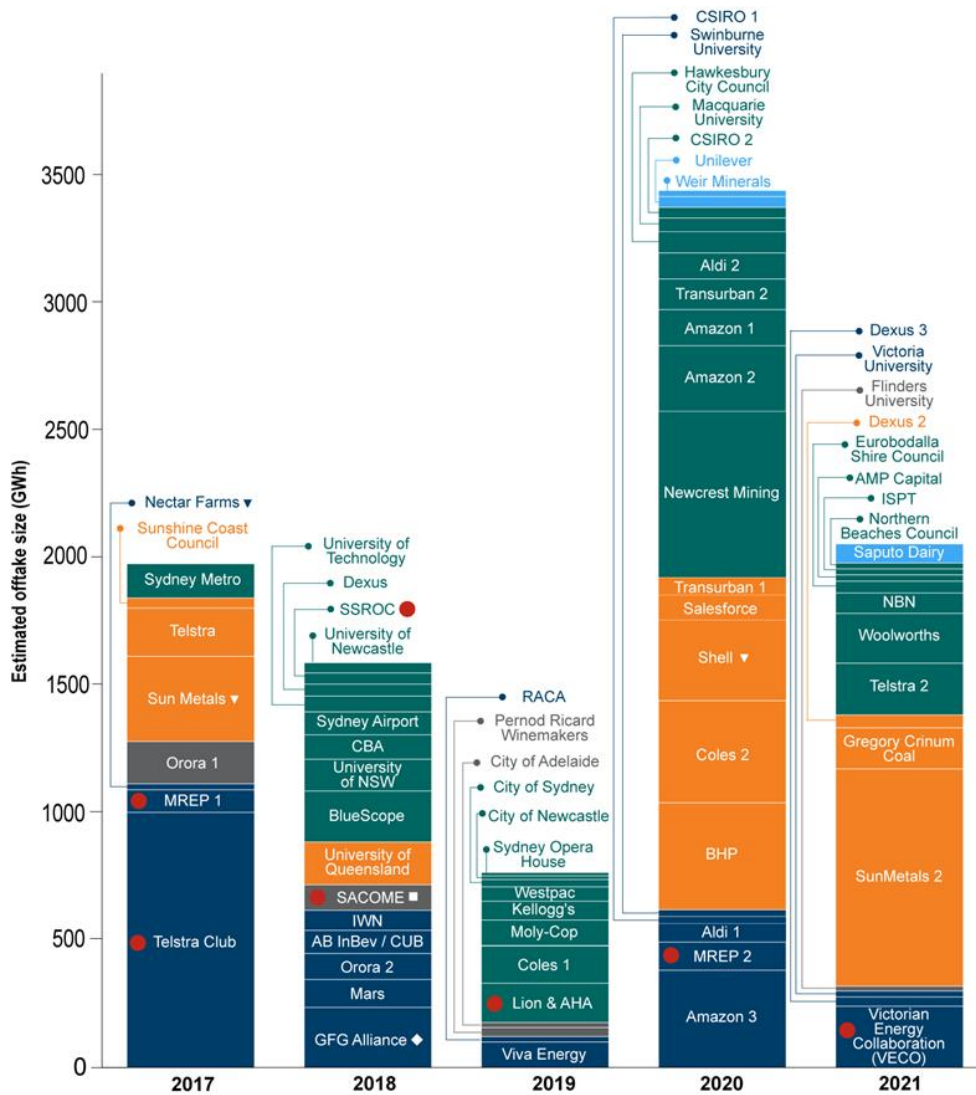 Estimated offtake size (GWh)
3500
3000
2500
2000
1500
1000
500
0
Nectar Farms ▼
Sunshine Coast
Council
Sydney Metro
Telstra
Sun Metals ▼
Orora 1
MREP 1
Telstra Club
2017
University of
Technology
Dexus
SSROC
University of
Newcastle
Sydney Airport
CBA
University
of NSW
BlueScope
University of
Queensland
SACOME ■
IWN
AB InBev / CUB
Orora 2
Mars
GFG Alliance ◆
2018
RACA
Pernod Ricard
Winemakers
City of Adelaide
City of Sydney
City of Newcastle
Sydney Opera
House
Westpac
Kellogg's
Moly-Cop
Coles 1
Lion & AHA
Viva Energy
2019
CSIRO 1
Swinburne
University
Hawkesbury
City Council
Macquarie
University
CSIRO 2
Unilever
Weir Minerals
Aldi 2
Transurban 2
Amazon 1
Amazon 2
Newcrest Mining
Transurban 1
Salesforce
Shell ▼
Coles 2
BHP
Aldi 1
MREP 2
Amazon 3
2020
Dexus 3
Victoria
University
Flinders
University
Dexus 2
Eurobodalla
Shire Council
AMP Capital
ISPT
Northern
Beaches Council
Saputo Dairy
NBN
Woolworths
Telstra 2
Gregory Crinum
Coal
SunMetals 2
Victorian
Energy
Collaboration
(VECO)
2021